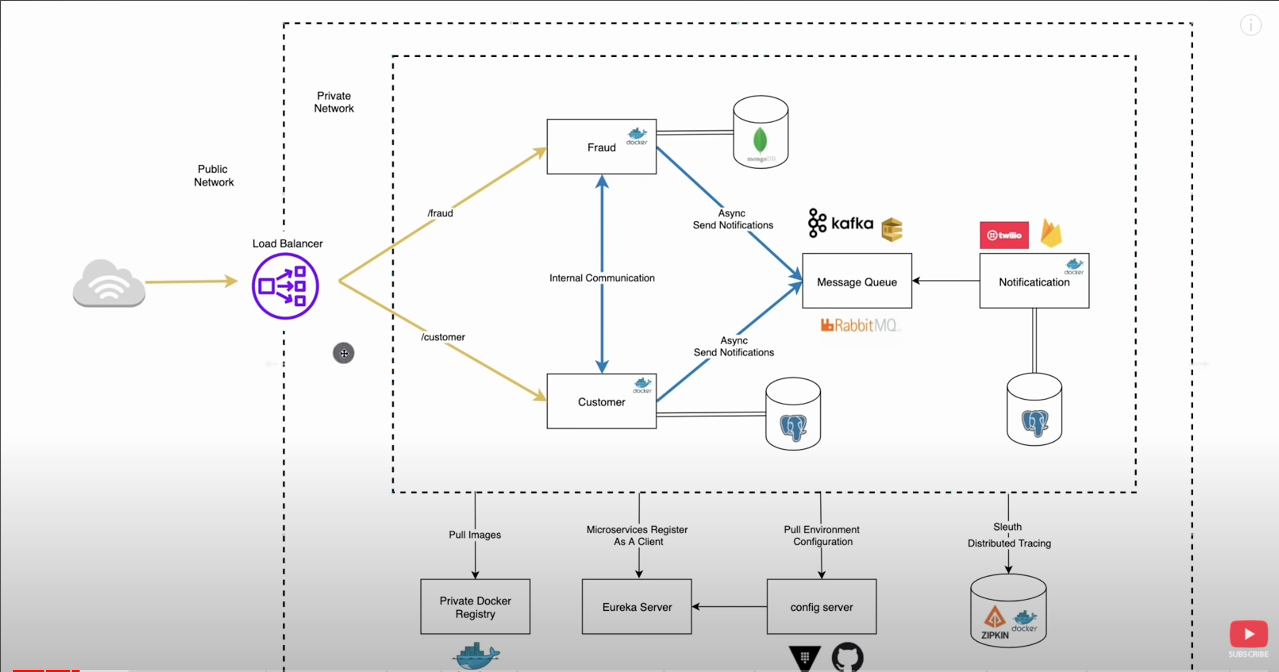 Private
Network
Public
Network
Load Balancer
/fraud
/customer
Fraud
docker
mongoDB
Internal Communication
Async
Send Notifications
Async
Send Notifications
Customer
docker
kafka
Message Queue
RabbitMQ
twilio
Notificatication
docker
Pull Images
Microservices Register
As A Client
Pull Environment
Configuration
Sleuth
Distributed Tracing
Private Docker
Registry
Eureka Server
config server
ZIPKIN
docker
SUBSCRIBE